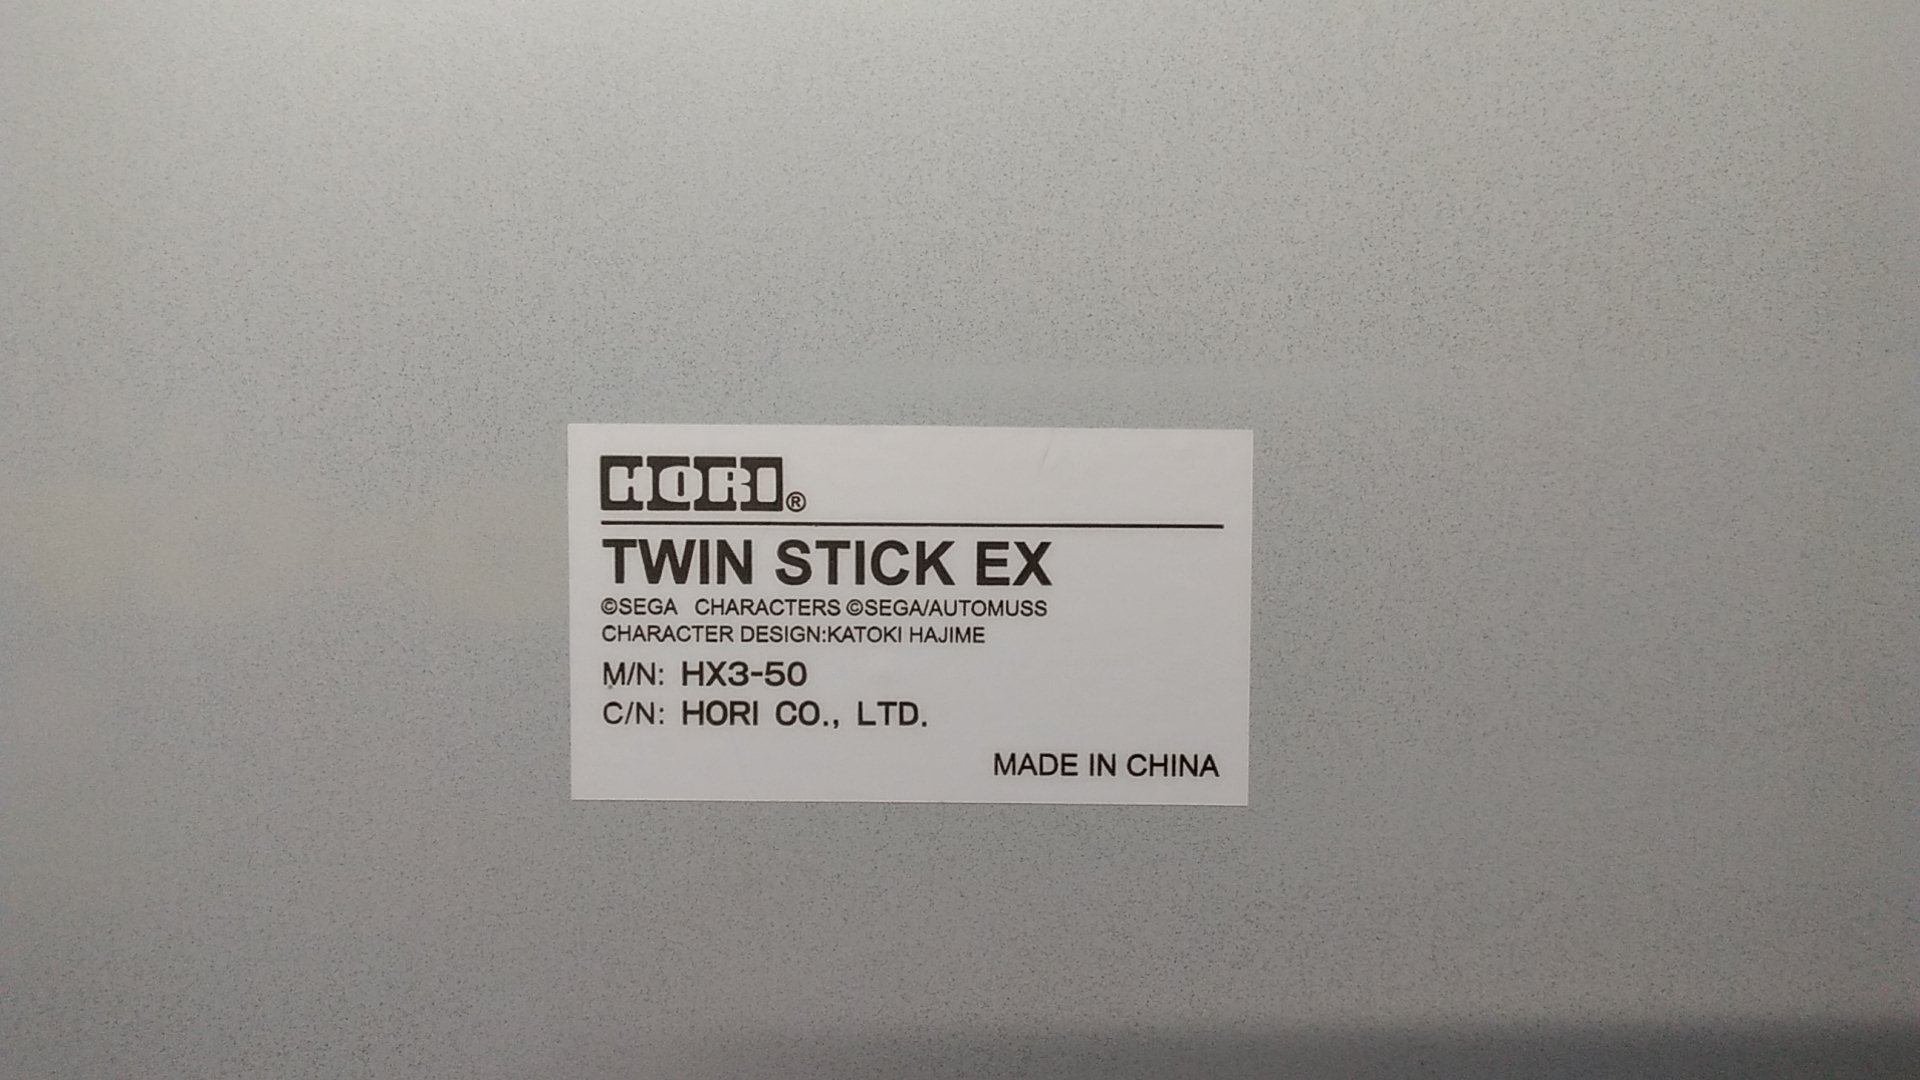 HORI®
TWIN STICK EX
©SEGA CHARACTERS ©SEGA/AUTOMUSS
CHARACTER DESIGN:KATOKI HAJIME
M/N: HX3-50
C/N: HORI CO., LTD.
MADE IN CHINA